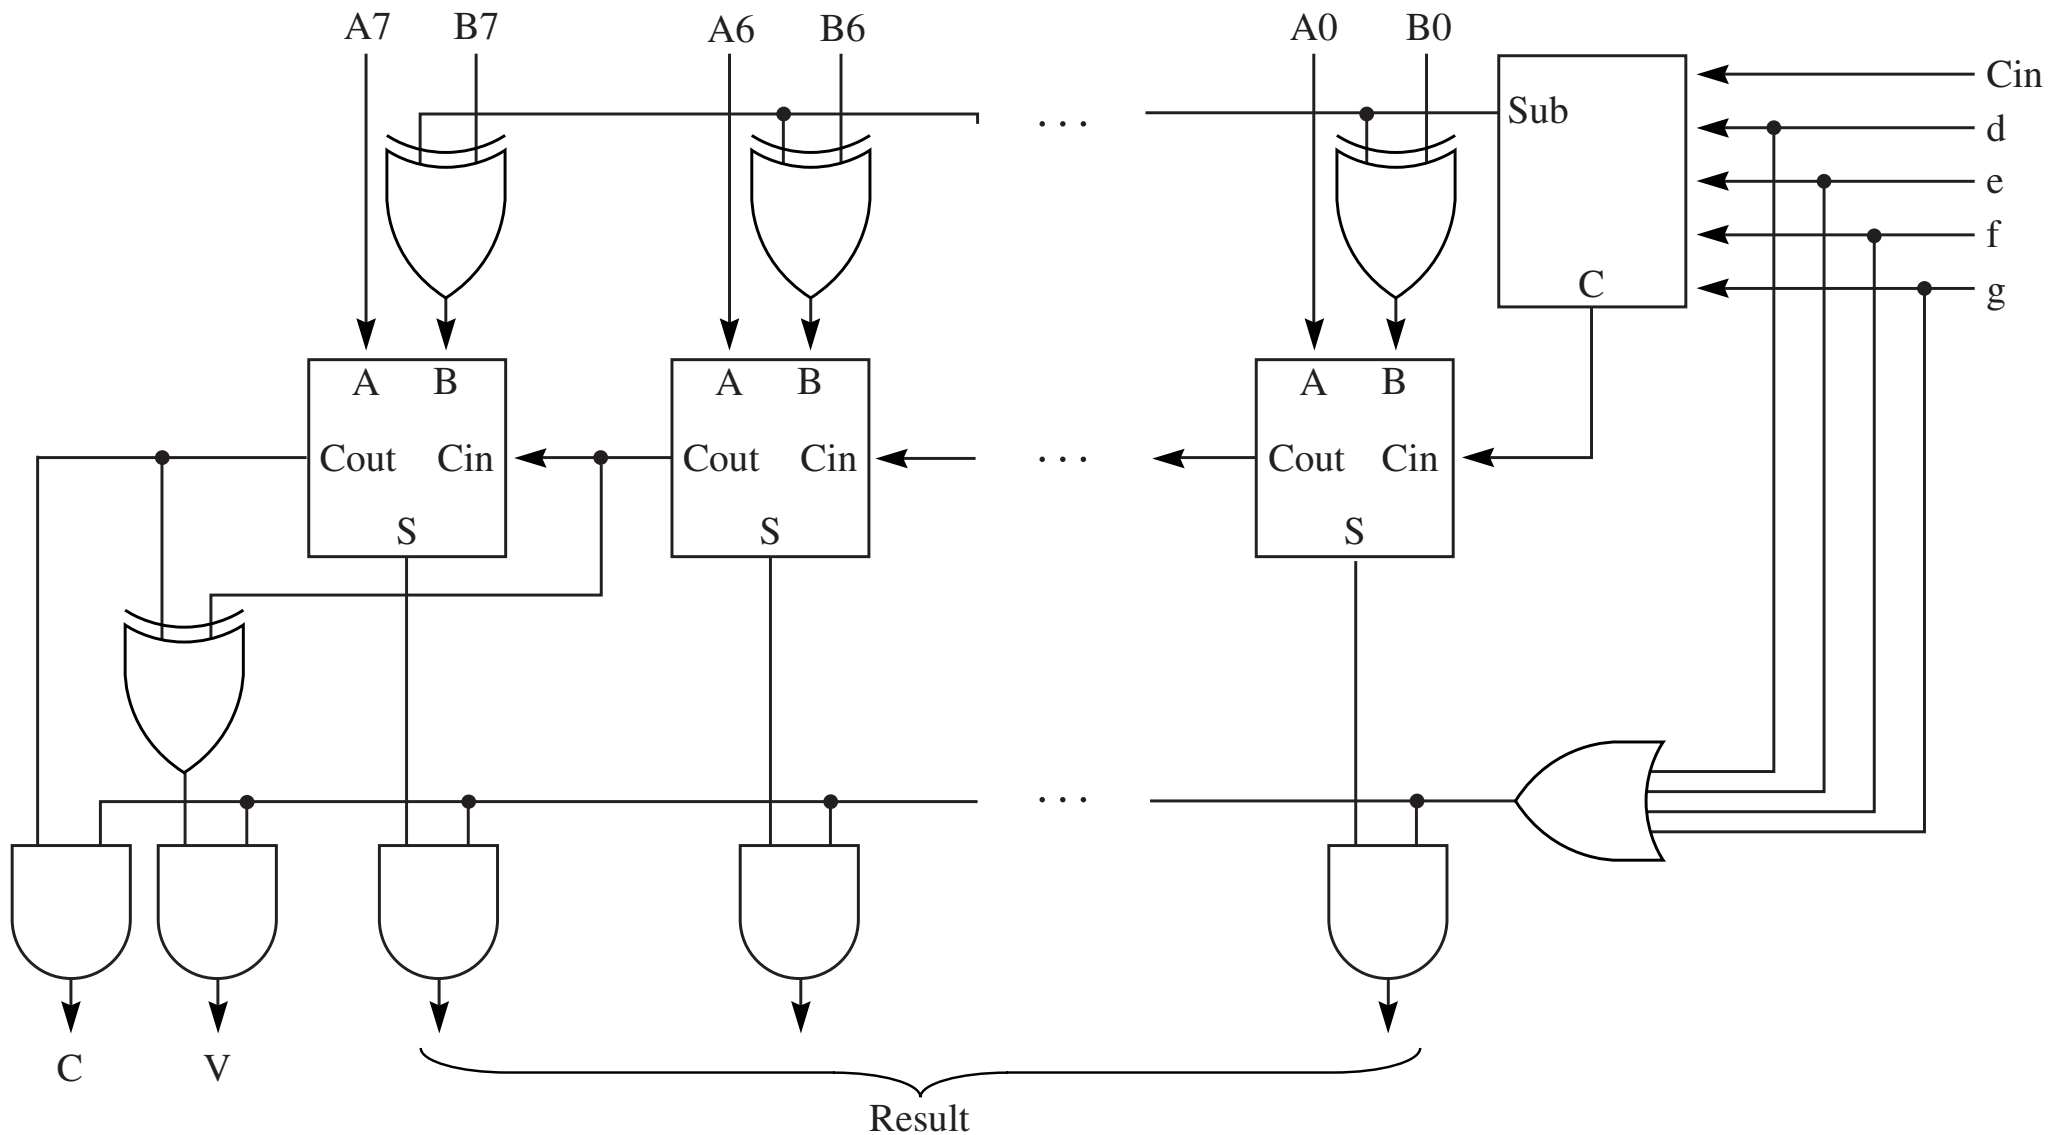 A7 B7 A6 B6 A0 B0
Cin
Sub
d
...
e
f
C
g
A B A B A B
Cout Cin Cout Cin ... Cout Cin
S S S
...
C V
Result